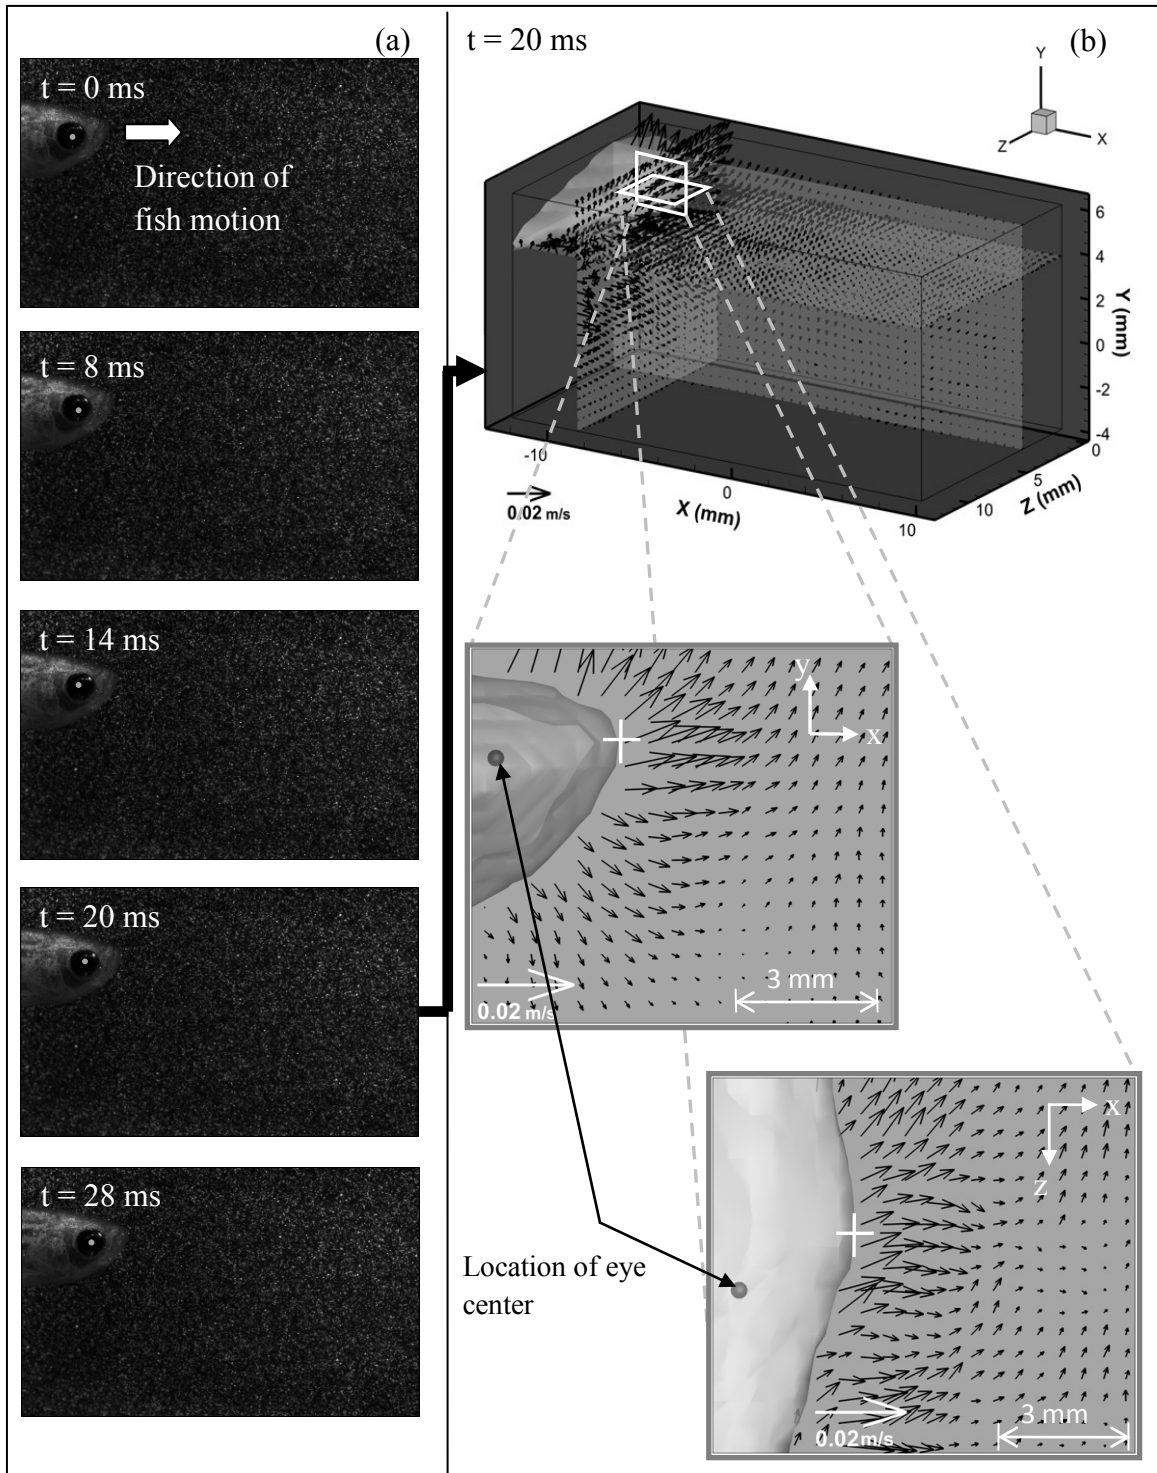 (a)
t = 0 ms
Direction of
fish motion
t = 8 ms
t = 14 ms
t = 20 ms
t = 28 ms
t = 20 ms
(b)
Y
X
Z
6
4
2
0
-2
-4
Y (mm)
0
5
10
Z (mm)
-10
0
10
X (mm)
0.02 m/s
y
x
3 mm
0.02 m/s
x
z
Location of eye
center
3 mm
0.02m/s